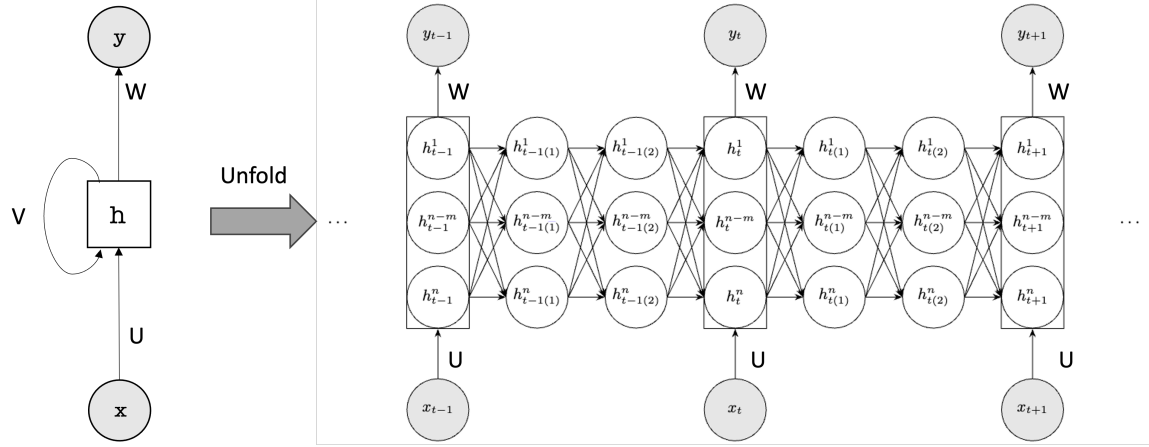 y
W
V
h
U
x
Unfold
...
y_{t-1} y_t y_{t+1}
W W W
h^1_{t-1} h^1_{t-1(1)} h^1_{t-1(2)} h^1_t h^1_{t(1)} h^1_{t(2)} h^1_{t+1}
h^{n-m}_{t-1} h^{n-m}_{t-1(1)} h^{n-m}_{t-1(2)} h^{n-m}_t h^{n-m}_{t(1)} h^{n-m}_{t(2)} h^{n-m}_{t+1}
...
h^n_{t-1} h^n_{t-1(1)} h^n_{t-1(2)} h^n_t h^n_{t(1)} h^n_{t(2)} h^n_{t+1}
U U U
x_{t-1} x_t x_{t+1}